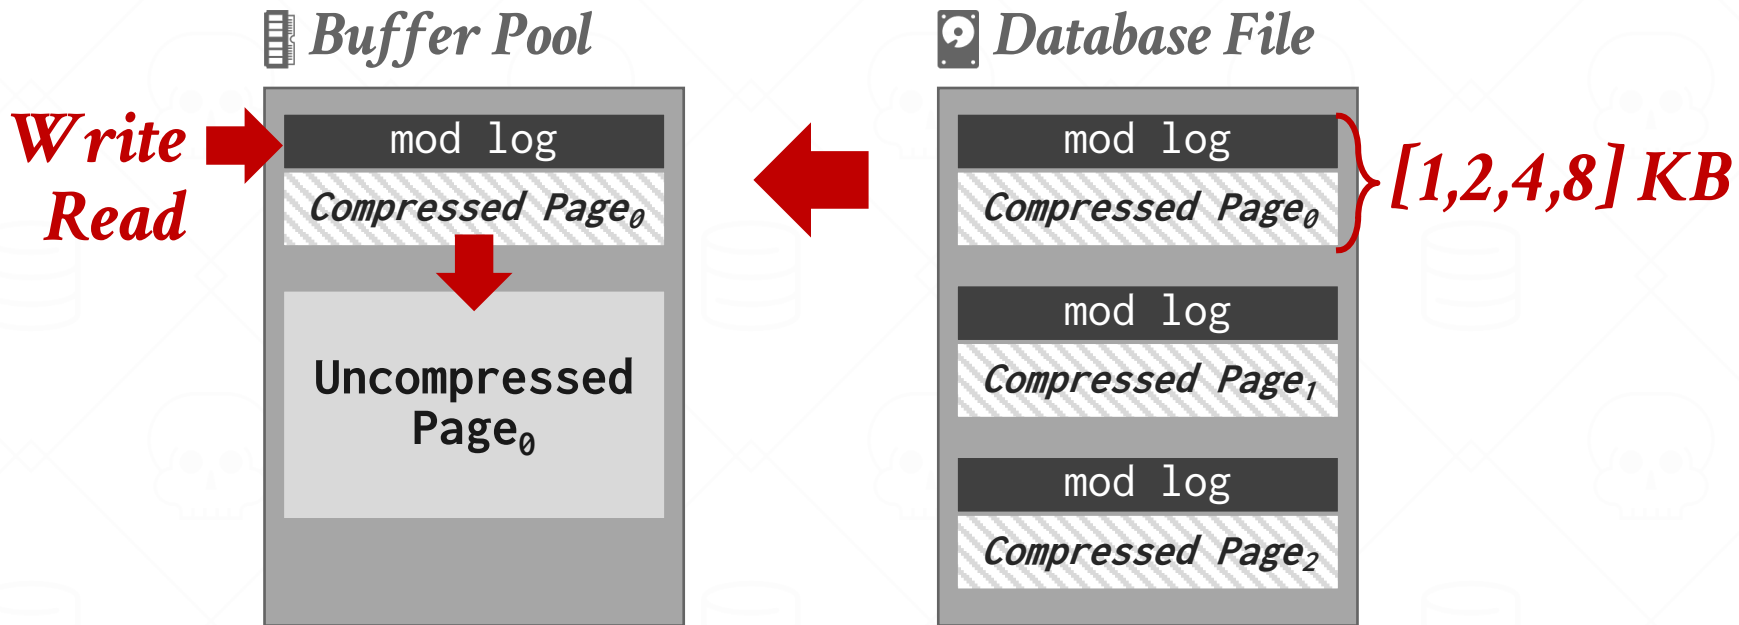 Buffer Pool
Database File
Write
Read
mod log
Compressed Page₀
Uncompressed
Page₀
mod log
Compressed Page₀
[1,2,4,8] KB
mod log
Compressed Page₁
mod log
Compressed Page₂